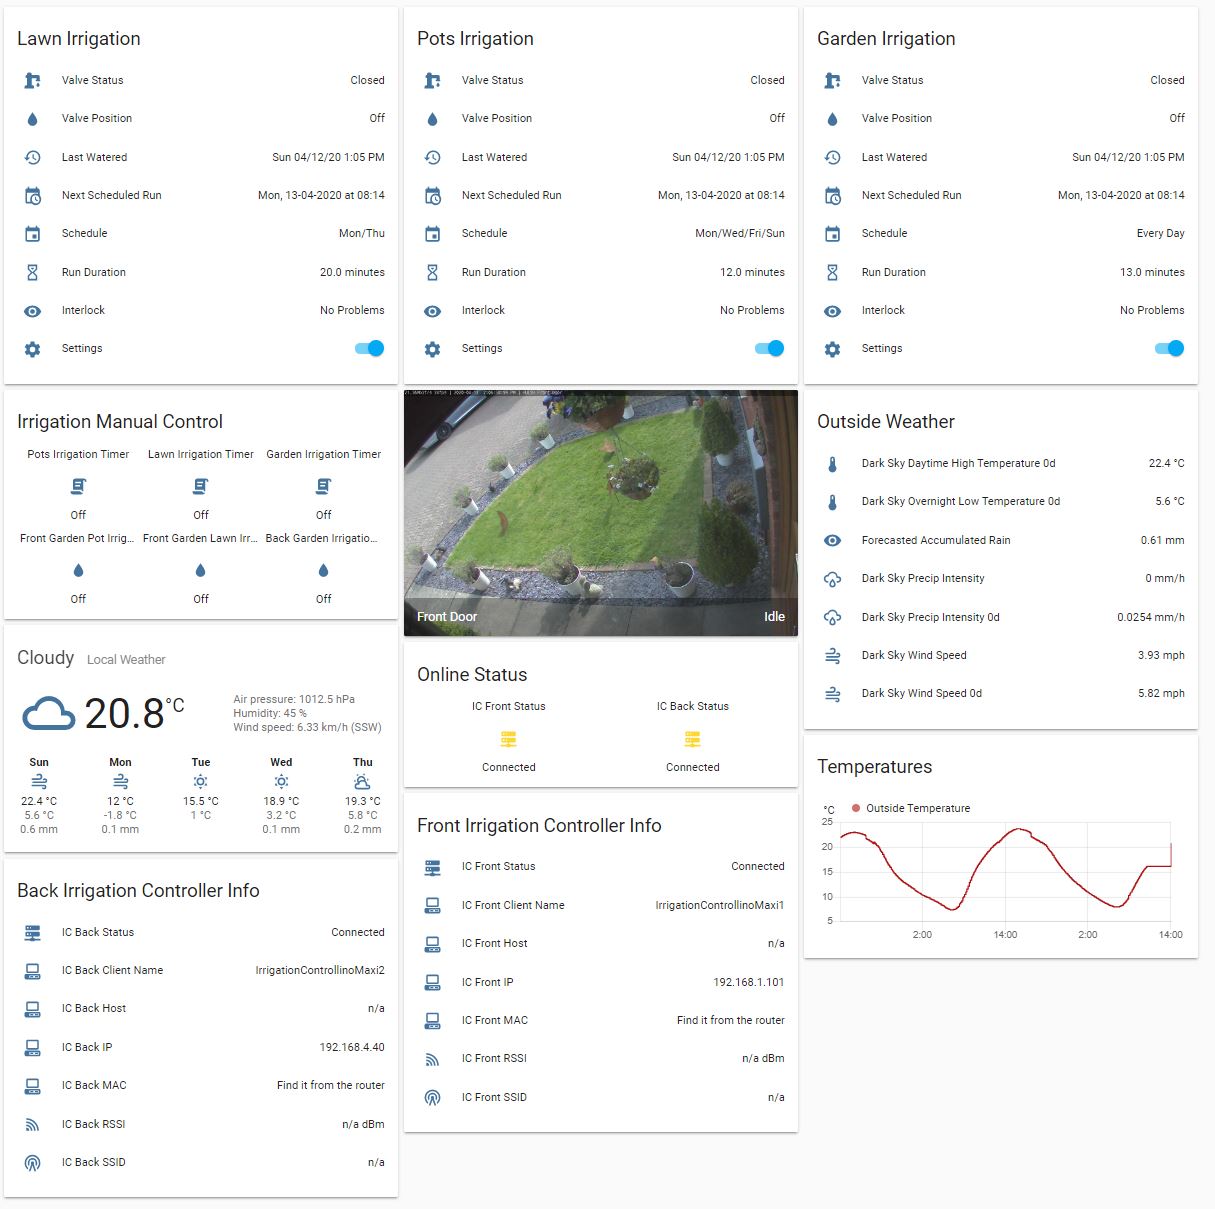 Lawn Irrigation
Valve Status Closed
Valve Position Off
Last Watered Sun 04/12/20 1:05 PM
Next Scheduled Run Mon, 13-04-2020 at 08:14
Schedule Mon/Thu
Run Duration 20.0 minutes
Interlock No Problems
Settings
Pots Irrigation
Valve Status Closed
Valve Position Off
Last Watered Sun 04/12/20 1:05 PM
Next Scheduled Run Mon, 13-04-2020 at 08:14
Schedule Mon/Wed/Fri/Sun
Run Duration 12.0 minutes
Interlock No Problems
Settings
Garden Irrigation
Valve Status Closed
Valve Position Off
Last Watered Sun 04/12/20 1:05 PM
Next Scheduled Run Mon, 13-04-2020 at 08:14
Schedule Every Day
Run Duration 13.0 minutes
Interlock No Problems
Settings
Irrigation Manual Control
Pots Irrigation Timer Lawn Irrigation Timer Garden Irrigation Timer
Off Off Off
Front Garden Pot Irrig... Front Garden Lawn Irr... Back Garden Irrigatio...
Off Off Off
Cloudy Local Weather
20.8 °C
Air pressure: 1012.5 hPa
Humidity: 45 %
Wind speed: 6.33 km/h (SSW)
Sun Mon Tue Wed Thu
22.4 °C 12 °C 15.5 °C 18.9 °C 19.3 °C
5.6 °C -1.8 °C 1 °C 3.2 °C 5.8 °C
0.6 mm 0.1 mm 0.1 mm 0.2 mm
Back Irrigation Controller Info
IC Back Status Connected
IC Back Client Name IrrigationControllinoMaxi2
IC Back Host n/a
IC Back IP 192.168.4.40
IC Back MAC Find it from the router
IC Back RSSI n/a dBm
IC Back SSID n/a
Front Door Idle
Online Status
IC Front Status IC Back Status
Connected Connected
Front Irrigation Controller Info
IC Front Status Connected
IC Front Client Name IrrigationControllinoMaxi1
IC Front Host n/a
IC Front IP 192.168.1.101
IC Front MAC Find it from the router
IC Front RSSI n/a dBm
IC Front SSID n/a
Outside Weather
Dark Sky Daytime High Temperature 0d 22.4 °C
Dark Sky Overnight Low Temperature 0d 5.6 °C
Forecasted Accumulated Rain 0.61 mm
Dark Sky Precip Intensity 0 mm/h
Dark Sky Precip Intensity 0d 0.0254 mm/h
Dark Sky Wind Speed 3.93 mph
Dark Sky Wind Speed 0d 5.82 mph
Temperatures
°C Outside Temperature
25
20
15
10
5
2:00 14:00 2:00 14:00